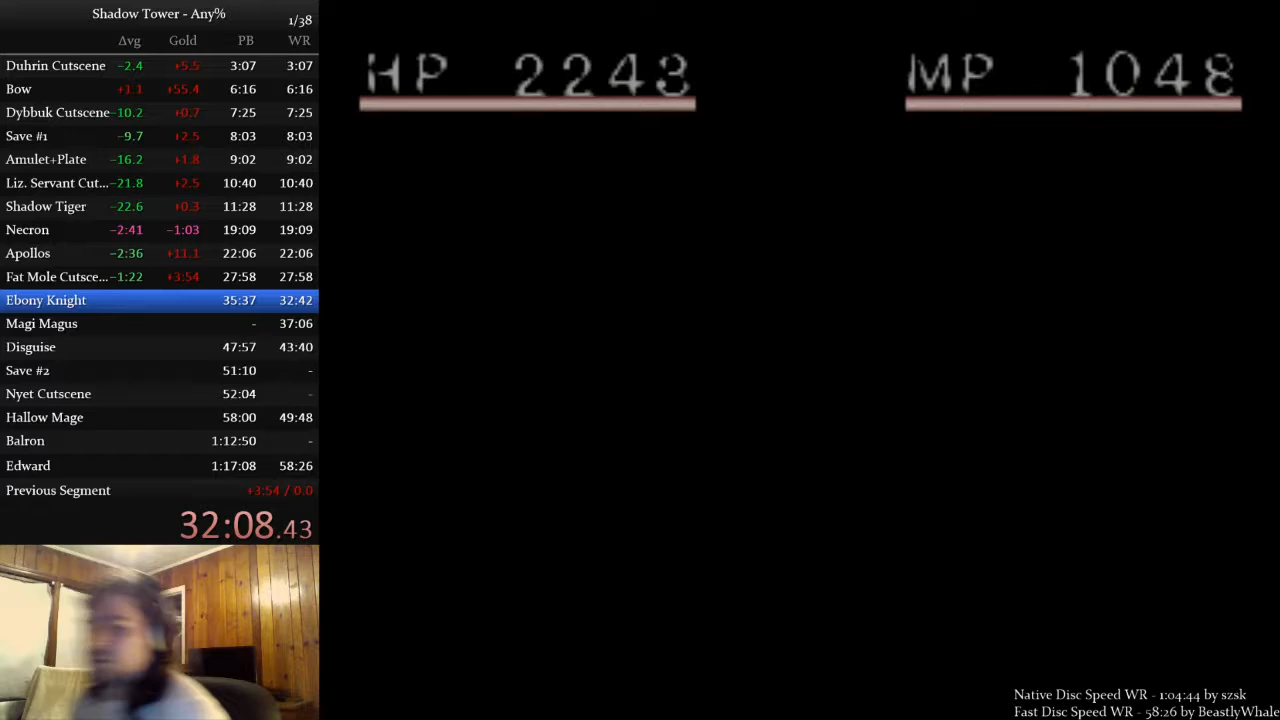 Shadow Tower - Any%
1/38
Δvg Gold PB WR
Duhrin Cutscene -2.4 +5.5 3:07 3:07
Bow +1.1 +55.4 6:16 6:16
Dybbuk Cutscene -10.2 +0.7 7:25 7:25
Save #1 -9.7 +2.5 8:03 8:03
Amulet+Plate -16.2 +1.8 9:02 9:02
Liz. Servant Cut... -21.8 +2.5 10:40 10:40
Shadow Tiger -22.6 +0.3 11:28 11:28
Necron -2:41 -1:03 19:09 19:09
Apollos -2:36 +11.1 22:06 22:06
Fat Mole Cutsce... -1:22 +3:54 27:58 27:58
Ebony Knight 35:37 32:42
Magi Magus - 37:06
Disguise 47:57 43:40
Save #2 51:10 -
Nyet Cutscene 52:04 -
Hallow Mage 58:00 49:48
Balron 1:12:50 -
Edward 1:17:08 58:26
Previous Segment +3:54 / 0.0
32:08.43
HP 2243 MP 1048
Native Disc Speed WR - 1:04:44 by szsk
Fast Disc Speed WR - 58:26 by BeastlyWhale